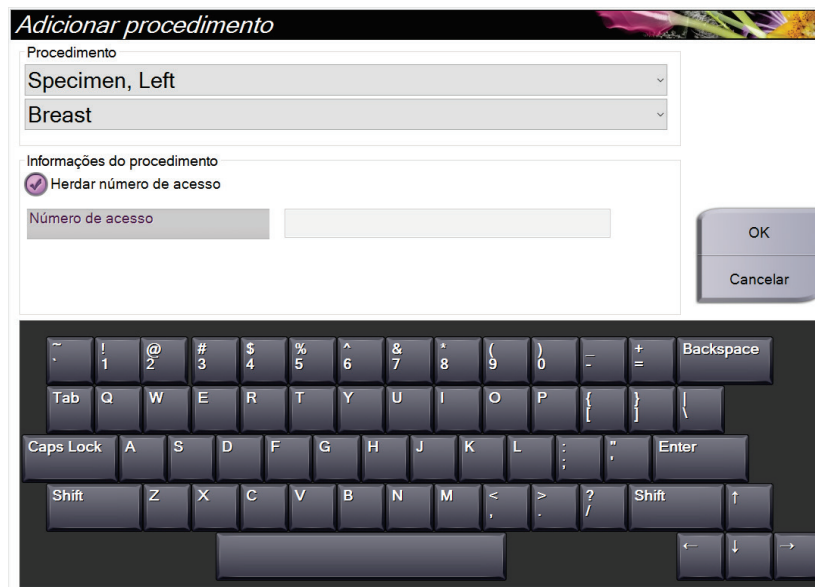 Adicionar procedimento
Procedimento
Specimen, Left
Breast
Informações do procedimento
Herdar número de acesso
Número de acesso
OK
Cancelar
~ ! @ # $ % ^ & * ( ) _ + Backspace
` 1 2 3 4 5 6 7 8 9 0 - =
Tab Q W E R T Y U I O P { } |
[ ] \
Caps Lock A S D F G H J K L : " Enter
; '
Shift Z X C V B N M < > ? Shift ↑
, . /
← ↓ →